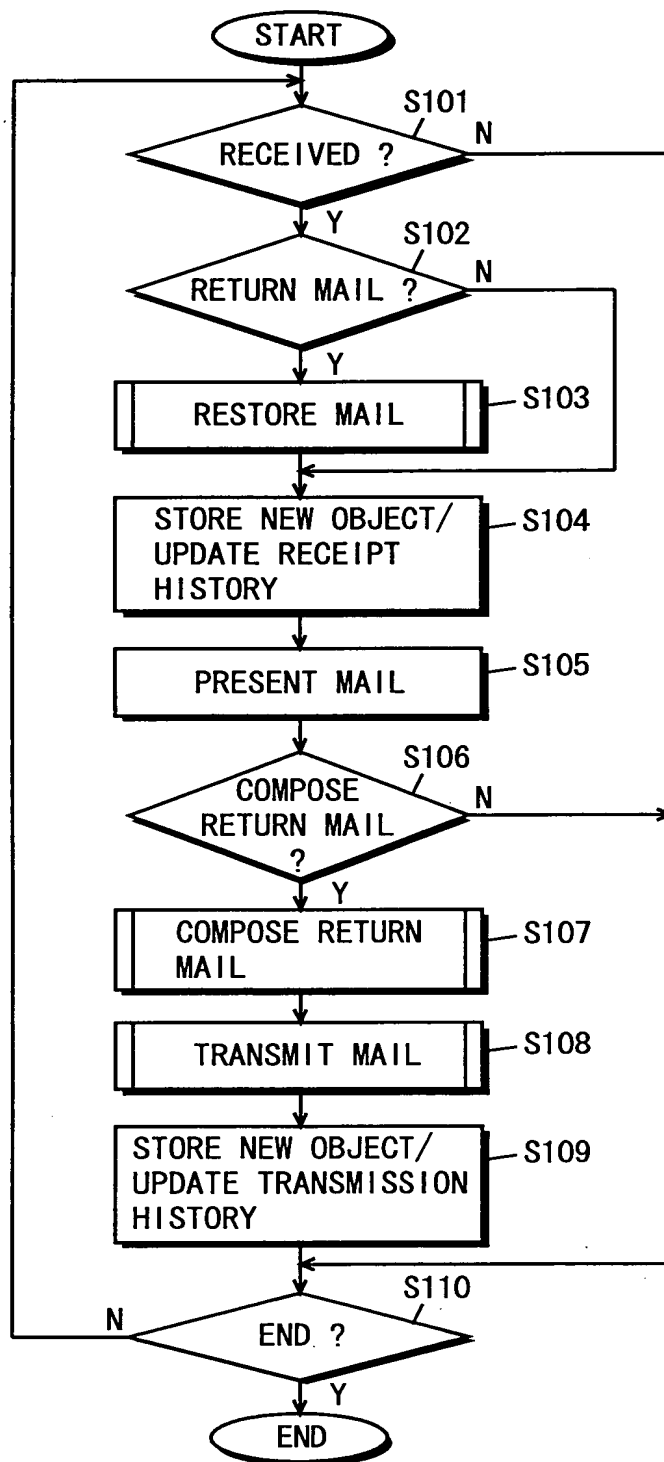 START
S101
RECEIVED ?
N
Y
S102
RETURN MAIL ?
N
Y
RESTORE MAIL
S103
STORE NEW OBJECT/
UPDATE RECEIPT
HISTORY
S104
PRESENT MAIL
S105
S106
COMPOSE
RETURN MAIL
?
N
Y
COMPOSE RETURN
MAIL
S107
TRANSMIT MAIL
S108
STORE NEW OBJECT/
UPDATE TRANSMISSION
HISTORY
S109
S110
N
END ?
Y
END